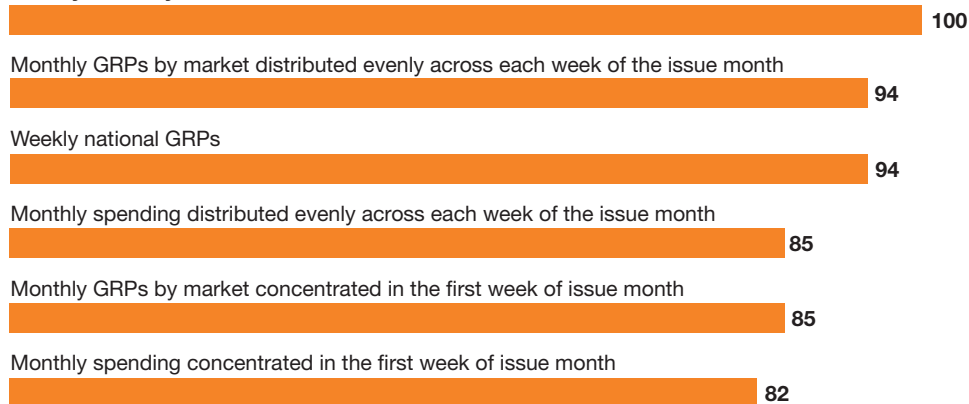 100
Monthly GRPs by market distributed evenly across each week of the issue month
94
Weekly national GRPs
94
Monthly spending distributed evenly across each week of the issue month
85
Monthly GRPs by market concentrated in the first week of issue month
85
Monthly spending concentrated in the first week of issue month
82